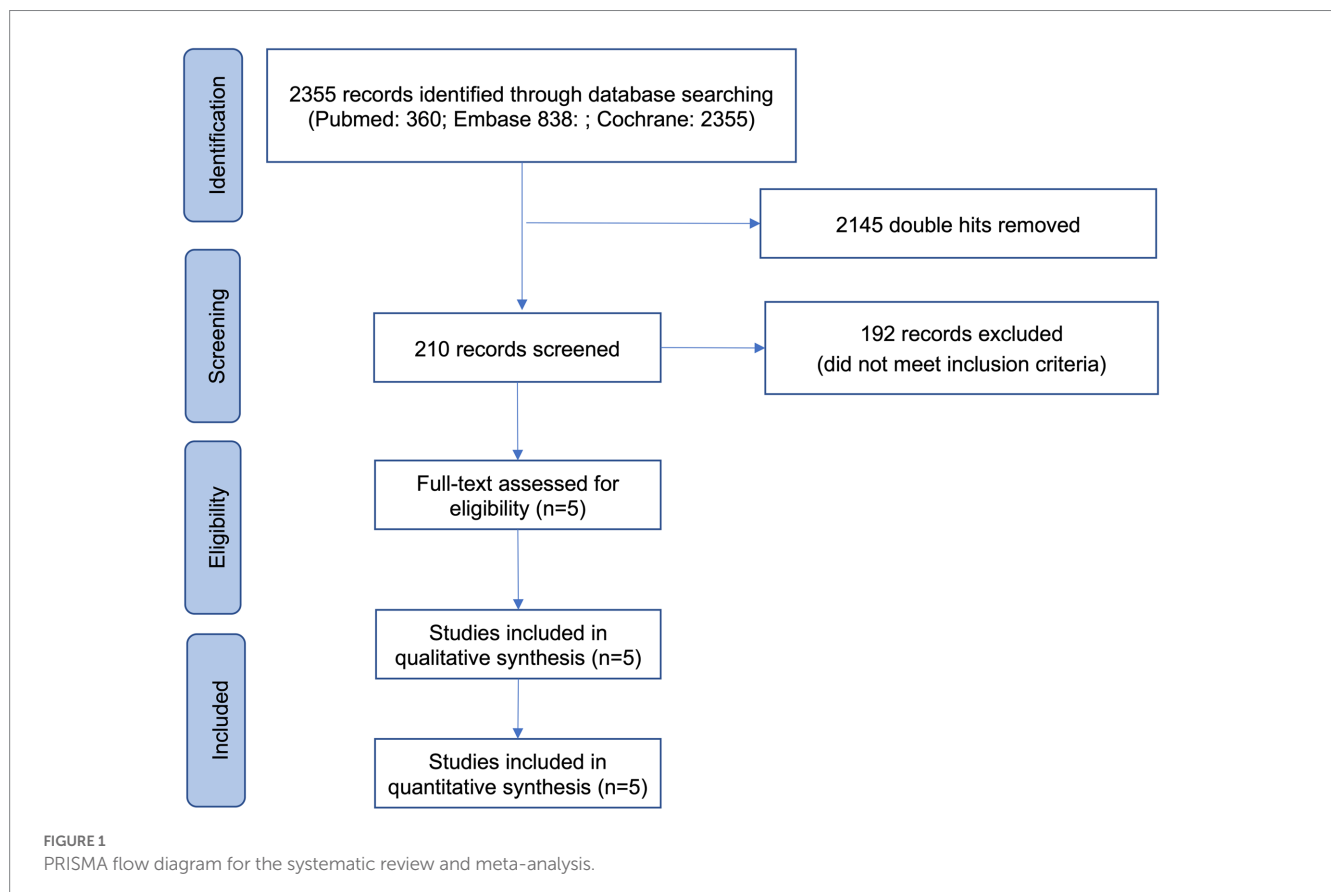 Identification
2355 records identified through database searching
(Pubmed: 360; Embase 838: ; Cochrane: 2355)
2145 double hits removed
Screening
210 records screened
192 records excluded
(did not meet inclusion criteria)
Eligibility
Full-text assessed for
eligibility (n=5)
Included
Studies included in
qualitative synthesis (n=5)
Studies included in
quantitative synthesis (n=5)
FIGURE 1
PRISMA flow diagram for the systematic review and meta-analysis.